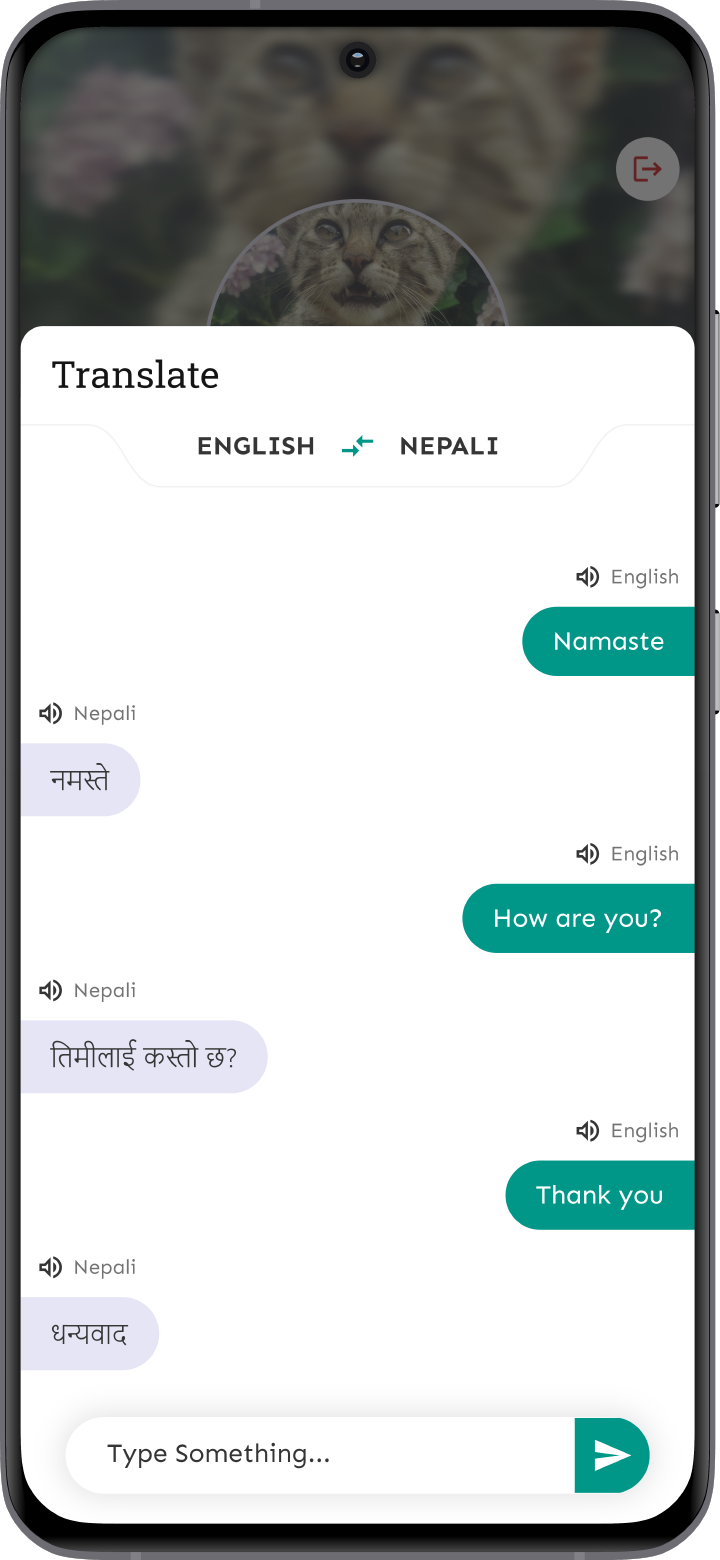 Translate
ENGLISH NEPALI
English
Namaste
Nepali
नमस्ते
English
How are you?
Nepali
तिमीलाई कस्तो छ?
English
Thank you
Nepali
धन्यवाद
Type Something...